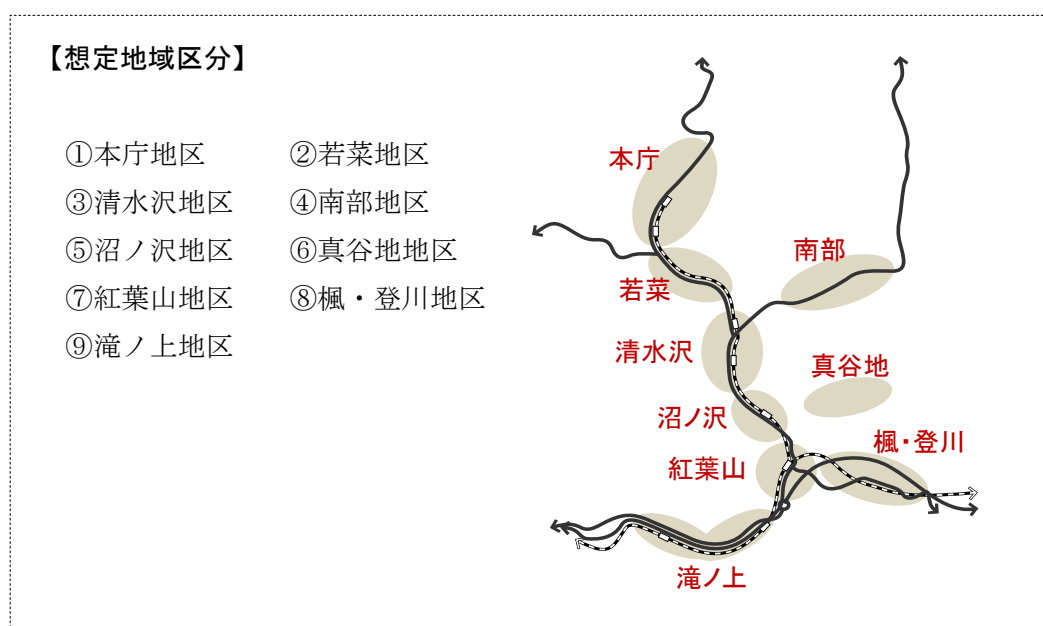 【想定地域区分】
①本庁地区 ②若菜地区
③清水沢地区 ④南部地区
⑤沼ノ沢地区 ⑥真谷地地区
⑦紅葉山地区 ⑧楓・登川地区
⑨滝ノ上地区
本庁
南部
若菜
清水沢
真谷地
沼ノ沢
楓・登川
紅葉山
滝ノ上